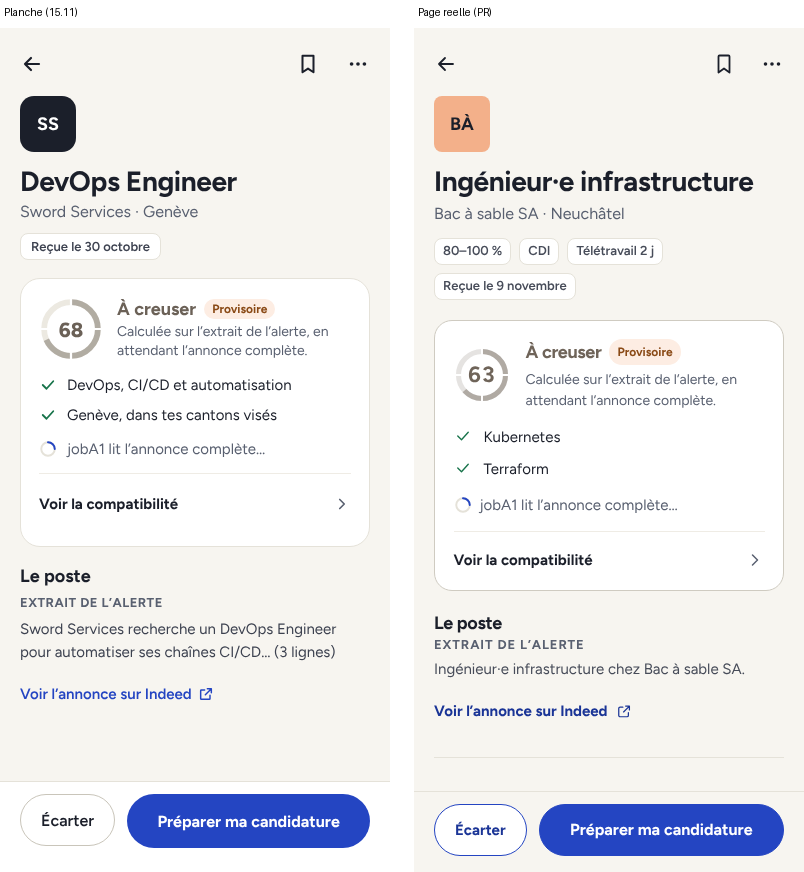 Planche (15.11)
SS
DevOps Engineer
Sword Services · Genève
Reçue le 30 octobre
68
À creuser Provisoire
Calculée sur l’extrait de l’alerte, en
attendant l’annonce complète.
DevOps, CI/CD et automatisation
Genève, dans tes cantons visés
jobA1 lit l’annonce complète…
Voir la compatibilité
Le poste
EXTRAIT DE L’ALERTE
Sword Services recherche un DevOps Engineer
pour automatiser ses chaînes CI/CD… (3 lignes)
Voir l’annonce sur Indeed
Écarter
Préparer ma candidature
Page reelle (PR)
BÀ
Ingénieur·e infrastructure
Bac à sable SA · Neuchâtel
80–100 % CDI Télétravail 2 j
Reçue le 9 novembre
63
À creuser Provisoire
Calculée sur l’extrait de l’alerte, en
attendant l’annonce complète.
Kubernetes
Terraform
jobA1 lit l’annonce complète…
Voir la compatibilité
Le poste
EXTRAIT DE L’ALERTE
Ingénieur·e infrastructure chez Bac à sable SA.
Voir l’annonce sur Indeed
Écarter
Préparer ma candidature